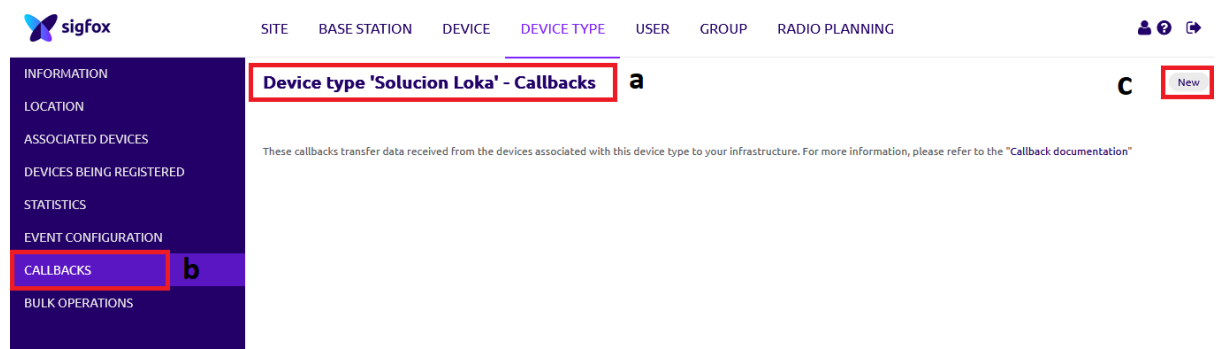 sigfox
SITE BASE STATION DEVICE DEVICE TYPE USER GROUP RADIO PLANNING
INFORMATION
LOCATION
ASSOCIATED DEVICES
DEVICES BEING REGISTERED
STATISTICS
EVENT CONFIGURATION
CALLBACKS b
BULK OPERATIONS
Device type 'Solucion Loka' - Callbacks a
c New
These callbacks transfer data received from the devices associated with this device type to your infrastructure. For more information, please refer to the "Callback documentation"